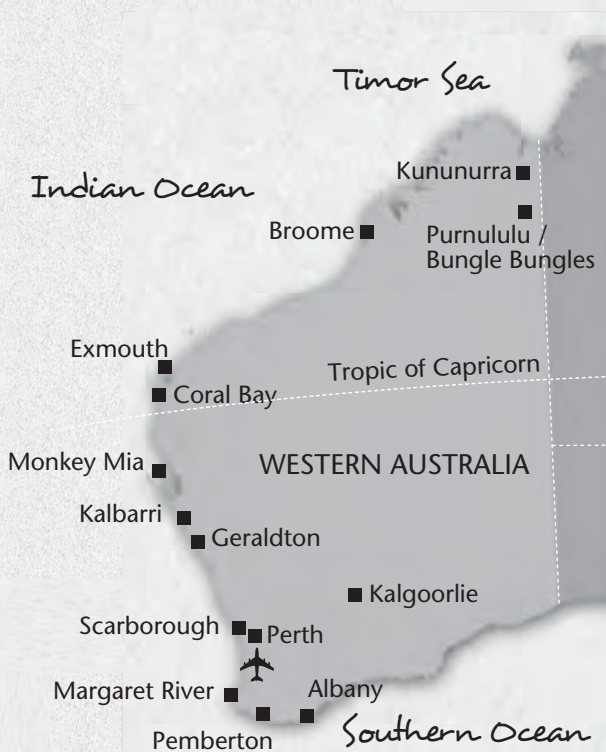 Timor Sea
Kununurra
Indian Ocean
Broome
Purnululu /
Bungle Bungles
Exmouth
Tropic of Capricorn
Coral Bay
Monkey Mia
WESTERN AUSTRALIA
Kalbarri
Geraldton
Kalgoorlie
Scarborough
Perth
Margaret River
Albany
Pemberton
Southern Ocean